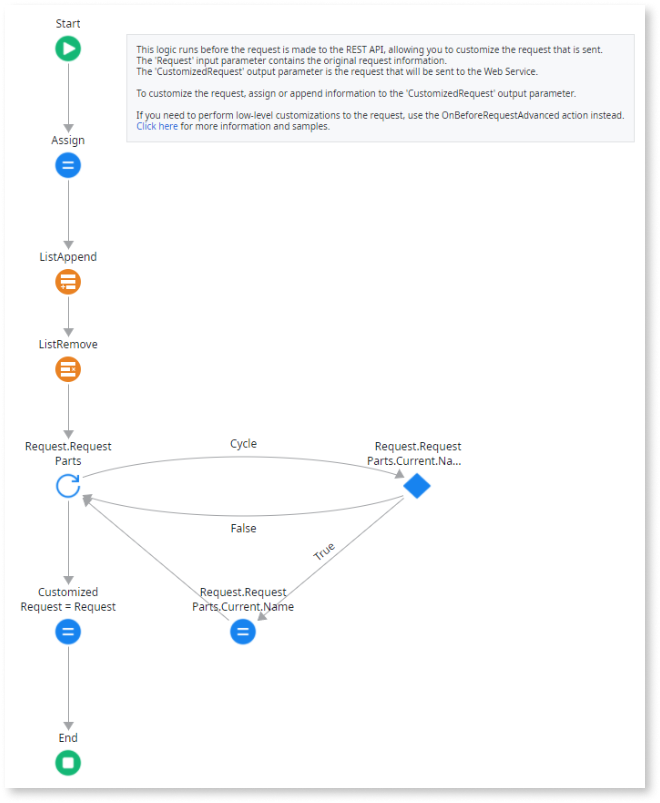 Start
This logic runs before the request is made to the REST API, allowing you to customize the request that is sent.
The 'Request' input parameter contains the original request information.
The 'CustomizedRequest' output parameter is the request that will be sent to the Web Service.
To customize the request, assign or append information to the 'CustomizedRequest' output parameter.
If you need to perform low-level customizations to the request, use the OnBeforeRequestAdvanced action instead.
Click here for more information and samples.
Assign
ListAppend
ListRemove
Request.Request
Parts
Cycle
Request.Request
Parts.Current.Na...
False
True
Customized
Request = Request
Request.Request
Parts.Current.Name
End